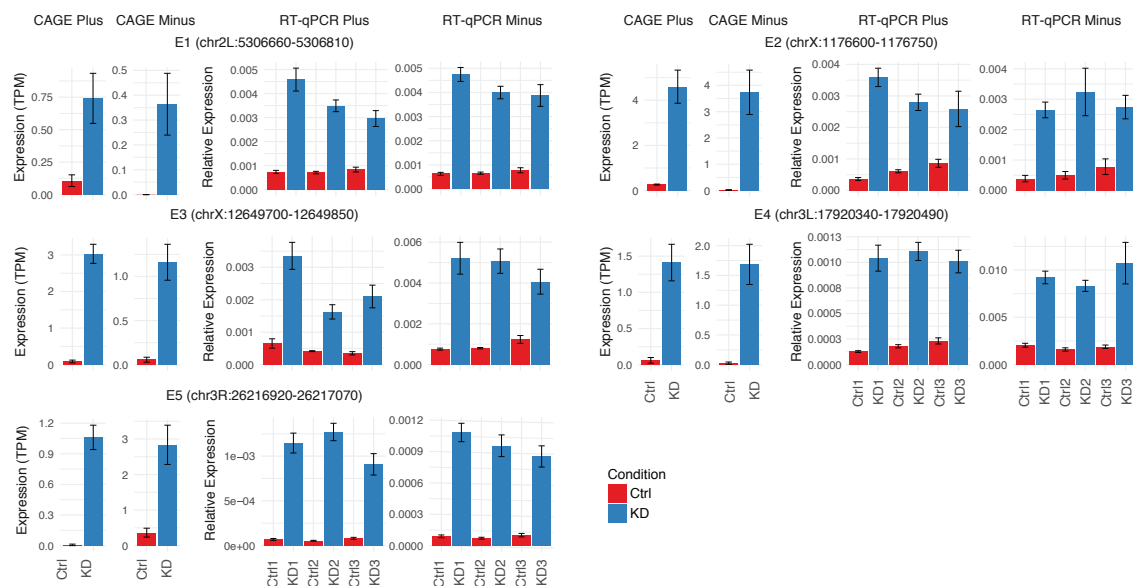 CAGE Plus
CAGE Minus
RT-qPCR Plus
RT-qPCR Minus
E1 (chr2L:5306660-5306810)
Expression (TPM)
0.75
0.50
0.25
0.00
0.5
0.4
0.3
0.2
0.1
0.0
Relative Expression
0.005
0.004
0.003
0.002
0.001
0.000
0.005
0.004
0.003
0.002
0.001
0.000
E3 (chrX:12649700-12649850)
Expression (TPM)
3
2
1
0
1.0
0.5
0.0
Relative Expression
0.003
0.002
0.001
0.000
0.006
0.004
0.002
0.000
E5 (chr3R:26216920-26217070)
Expression (TPM)
1.2
0.9
0.6
0.3
0.0
3
2
1
0
Relative Expression
1e−03
5e−04
0e+00
0.0012
0.0009
0.0006
0.0003
0.0000
Ctrl
KD
Ctrl
KD
Ctrl1
KD1
Ctrl2
KD2
Ctrl3
KD3
Ctrl1
KD1
Ctrl2
KD2
Ctrl3
KD3
CAGE Plus
CAGE Minus
RT-qPCR Plus
RT-qPCR Minus
E2 (chrX:1176600-1176750)
Expression (TPM)
4
2
0
5
4
3
2
1
0
Relative Expression
0.004
0.003
0.002
0.001
0.000
0.004
0.003
0.002
0.001
0.000
E4 (chr3L:17920340-17920490)
Expression (TPM)
1.5
1.0
0.5
0.0
2.0
1.5
1.0
0.5
0.0
Relative Expression
0.0013
0.0010
0.0008
0.0005
0.0003
0.0000
0.010
0.005
0.000
Ctrl
KD
Ctrl
KD
Ctrl1
KD1
Ctrl2
KD2
Ctrl3
KD3
Ctrl1
KD1
Ctrl2
KD2
Ctrl3
KD3
Condition
Ctrl
KD